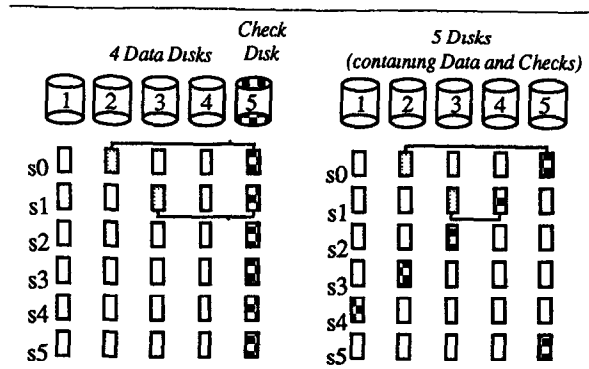 4 Data Disks
Check
Disk
5 Disks
(containing Data and Checks)
1 2 3 4 5
1 2 3 4 5
s0
s1
s2
s3
s4
s5
s0
s1
s2
s3
s4
s5